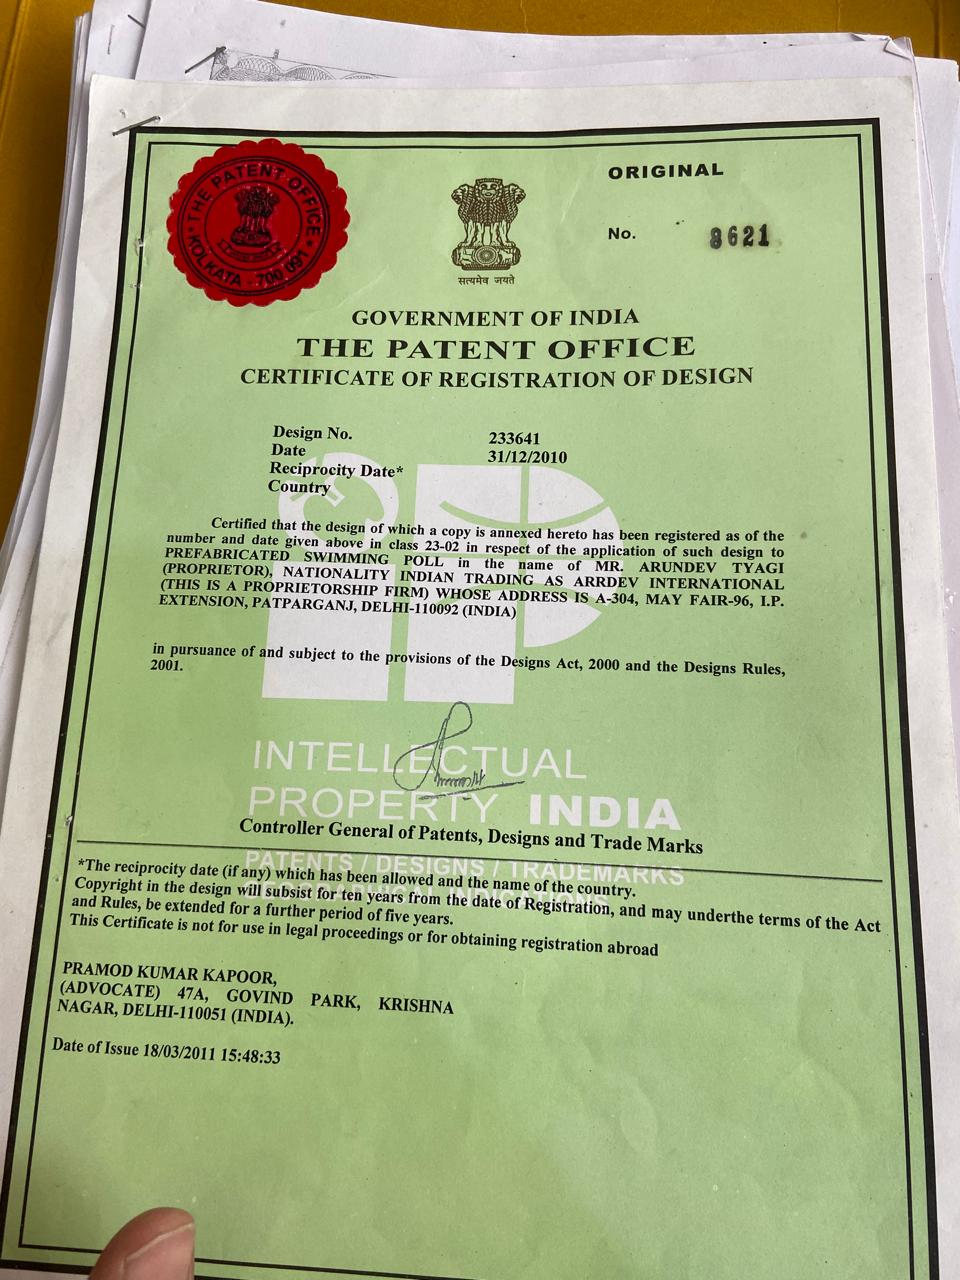 THE PATENT OFFICE
KOLKATA - 700 091
ORIGINAL
No. 8621
सत्यमेव जयते
GOVERNMENT OF INDIA
THE PATENT OFFICE
CERTIFICATE OF REGISTRATION OF DESIGN
Design No. 233641
Date 31/12/2010
Reciprocity Date*
Country
Certified that the design of which a copy is annexed hereto has been registered as of the
number and date given above in class 23-02 in respect of the application of such design to
PREFABRICATED SWIMMING POLL in the name of MR. ARUNDEV TYAGI
(PROPRIETOR), NATIONALITY INDIAN TRADING AS ARRDEV INTERNATIONAL
(THIS IS A PROPRIETORSHIP FIRM) WHOSE ADDRESS IS A-304, MAY FAIR-96, I.P.
EXTENSION, PATPARGANJ, DELHI-110092 (INDIA)
in pursuance of and subject to the provisions of the Designs Act, 2000 and the Designs Rules,
2001.
INTELLECTUAL
PROPERTY INDIA
Controller General of Patents, Designs and Trade Marks
PATENTS / DESIGNS / TRADEMARKS
GEOGRAPHICAL INDICATIONS
*The reciprocity date (if any) which has been allowed and the name of the country.
Copyright in the design will subsist for ten years from the date of Registration, and may underthe terms of the Act
and Rules, be extended for a further period of five years.
This Certificate is not for use in legal proceedings or for obtaining registration abroad
PRAMOD KUMAR KAPOOR,
(ADVOCATE) 47A, GOVIND PARK, KRISHNA
NAGAR, DELHI-110051 (INDIA).
Date of Issue 18/03/2011 15:48:33